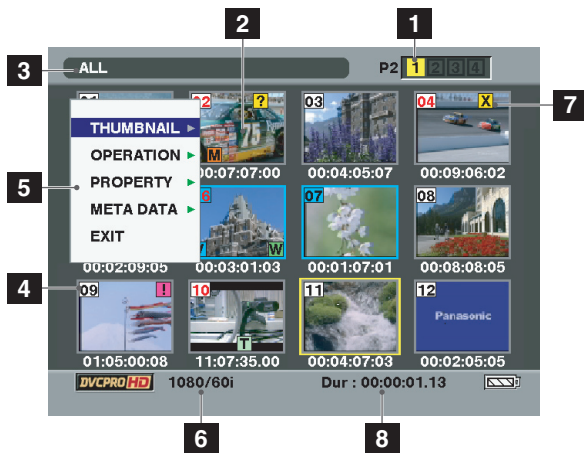 2
1
3
ALL
P2 1 2 3 4
02 ? 03 04 X
7
THUMBNAIL
75
M
OPERATION
00:07:07:00 00:04:05:07 00:09:06:02
5
PROPERTY
07 08
META DATA
EXIT
W
00:02:09:05 00:03:01:03 00:01:07:01 00:08:08:05
4
09 ! 10 11 12
Panasonic
T
01:05:00:08 11:07:35.00 00:04:07:03 00:02:05:05
DVCPRO HD 1080/60i Dur : 00:00:01.13
6
8